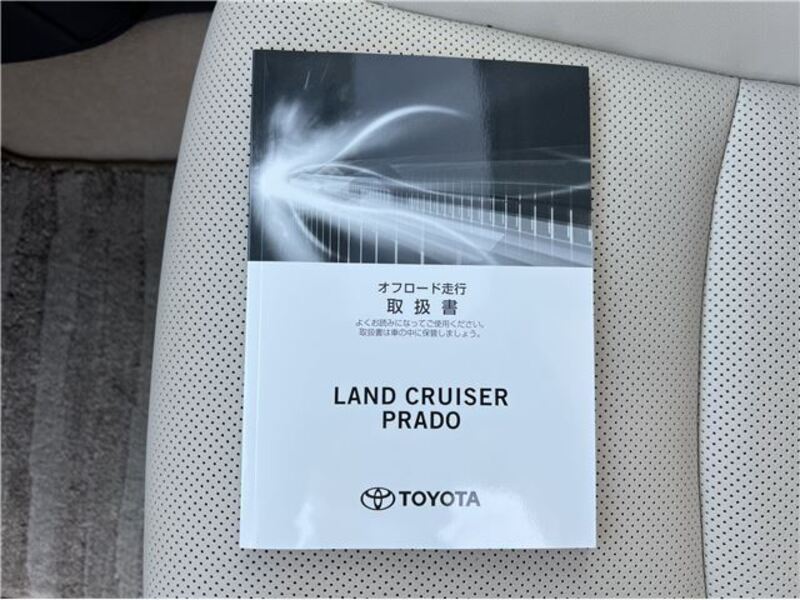 オフロード走行
取扱書
よくお読みになってご使用ください。
取扱書は車の中に保管しましょう。
LAND CRUISER
PRADO
TOYOTA